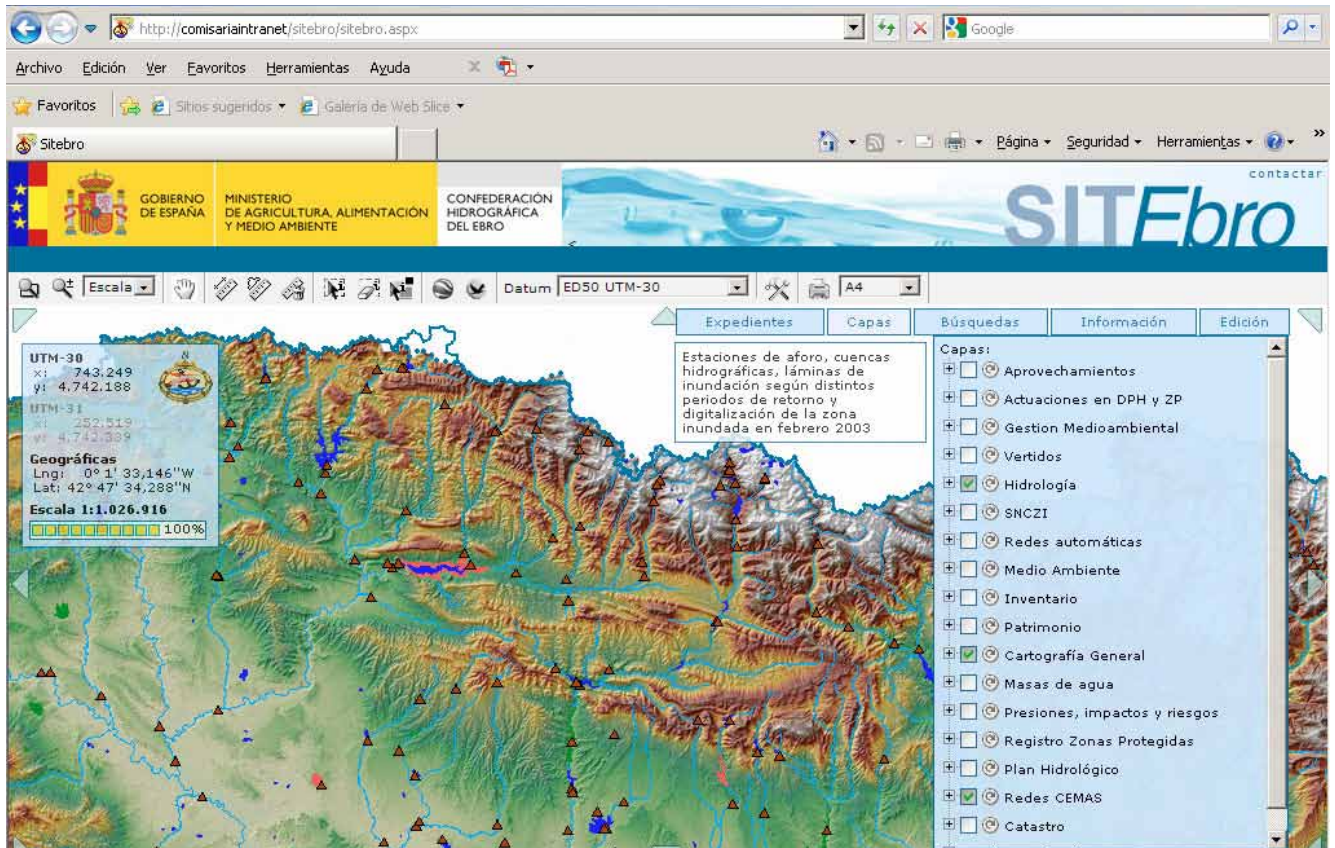 http://comisariaintranet/sitebro/sitebro.aspx
Google
Archivo Edición Ver Favoritos Herramientas Ayuda
Favoritos Sitios sugeridos Galería de Web Slice
Sitebro
Página Seguridad Herramientas
GOBIERNO
DE ESPAÑA
MINISTERIO
DE AGRICULTURA, ALIMENTACIÓN
Y MEDIO AMBIENTE
CONFEDERACIÓN
HIDROGRÁFICA
DEL EBRO
contactar
SITEbro
Escala
Datum ED50 UTM-30
A4
Expedientes Capas Búsquedas Información Edición
UTM-30
x: 743.249
y: 4.742.188
UTM-31
x: 252.519
y: 4.742.339
Geográficas
Lng: 0° 1' 33,146"W
Lat: 42° 47' 34,288"N
Escala 1:1.026.916
100%
Estaciones de aforo, cuencas
hidrográficas, láminas de
inundación según distintos
periodos de retorno y
digitalización de la zona
inundada en febrero 2003
Capas:
Aprovechamientos
Actuaciones en DPH y ZP
Gestion Medioambiental
Vertidos
Hidrología
SNCZI
Redes automáticas
Medio Ambiente
Inventario
Patrimonio
Cartografía General
Masas de agua
Presiones, impactos y riesgos
Registro Zonas Protegidas
Plan Hidrológico
Redes CEMAS
Catastro